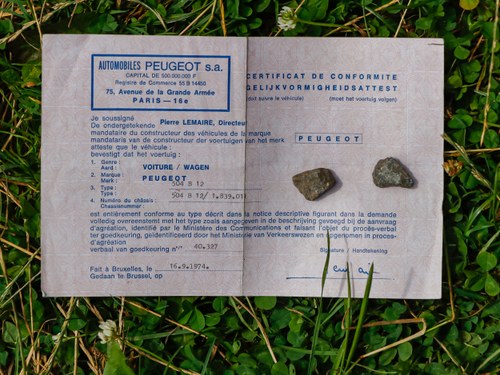 AUTOMOBILES PEUGEOT s.a.
CAPITAL DE 500.000.000 F
Registre de Commerce 55 B 14450
75, Avenue de la Grande Armée
PARIS — 16e
CERTIFICAT DE CONFORMITE
GELIJKVORMIGHEIDSATTEST
(doit suivre le véhicule) (moet het voertuig volgen)
Je soussigné
De ondergetekende Pierre LEMAIRE, Directeur
mandataire du constructeur des véhicules de la marque
mandataris van de constructeur der voertuigen van het merk
PEUGEOT
atteste que le véhicule :
bevestigt dat het voertuig :
1. Genre :
Aard : VOITURE / WAGEN
2. Marque :
Merk : PEUGEOT
3. Type :
Type : 504 B 12
4. Numéro du châssis :
Chassisnummer : 504 B 12/ 1.839.011
est entièrement conforme au type décrit dans la notice descriptive figurant dans la demande
volledig overeenstemt met het type zoals aangegeven in de beschrijving gevoegd bij de aanvraag
d'agréation, identifié par le Ministère des Communications et faisant l'objet du procès-verbal
ter goedkeuring, geïdentificeerd door het Ministerie van Verkeerswezen en opgenomen in proces-
d'agréation
verbaal van goedkeuring n° 40.327
Signature / Handtekening
Fait à Bruxelles, le 16.9.1974.
Gedaan te Brussel, op